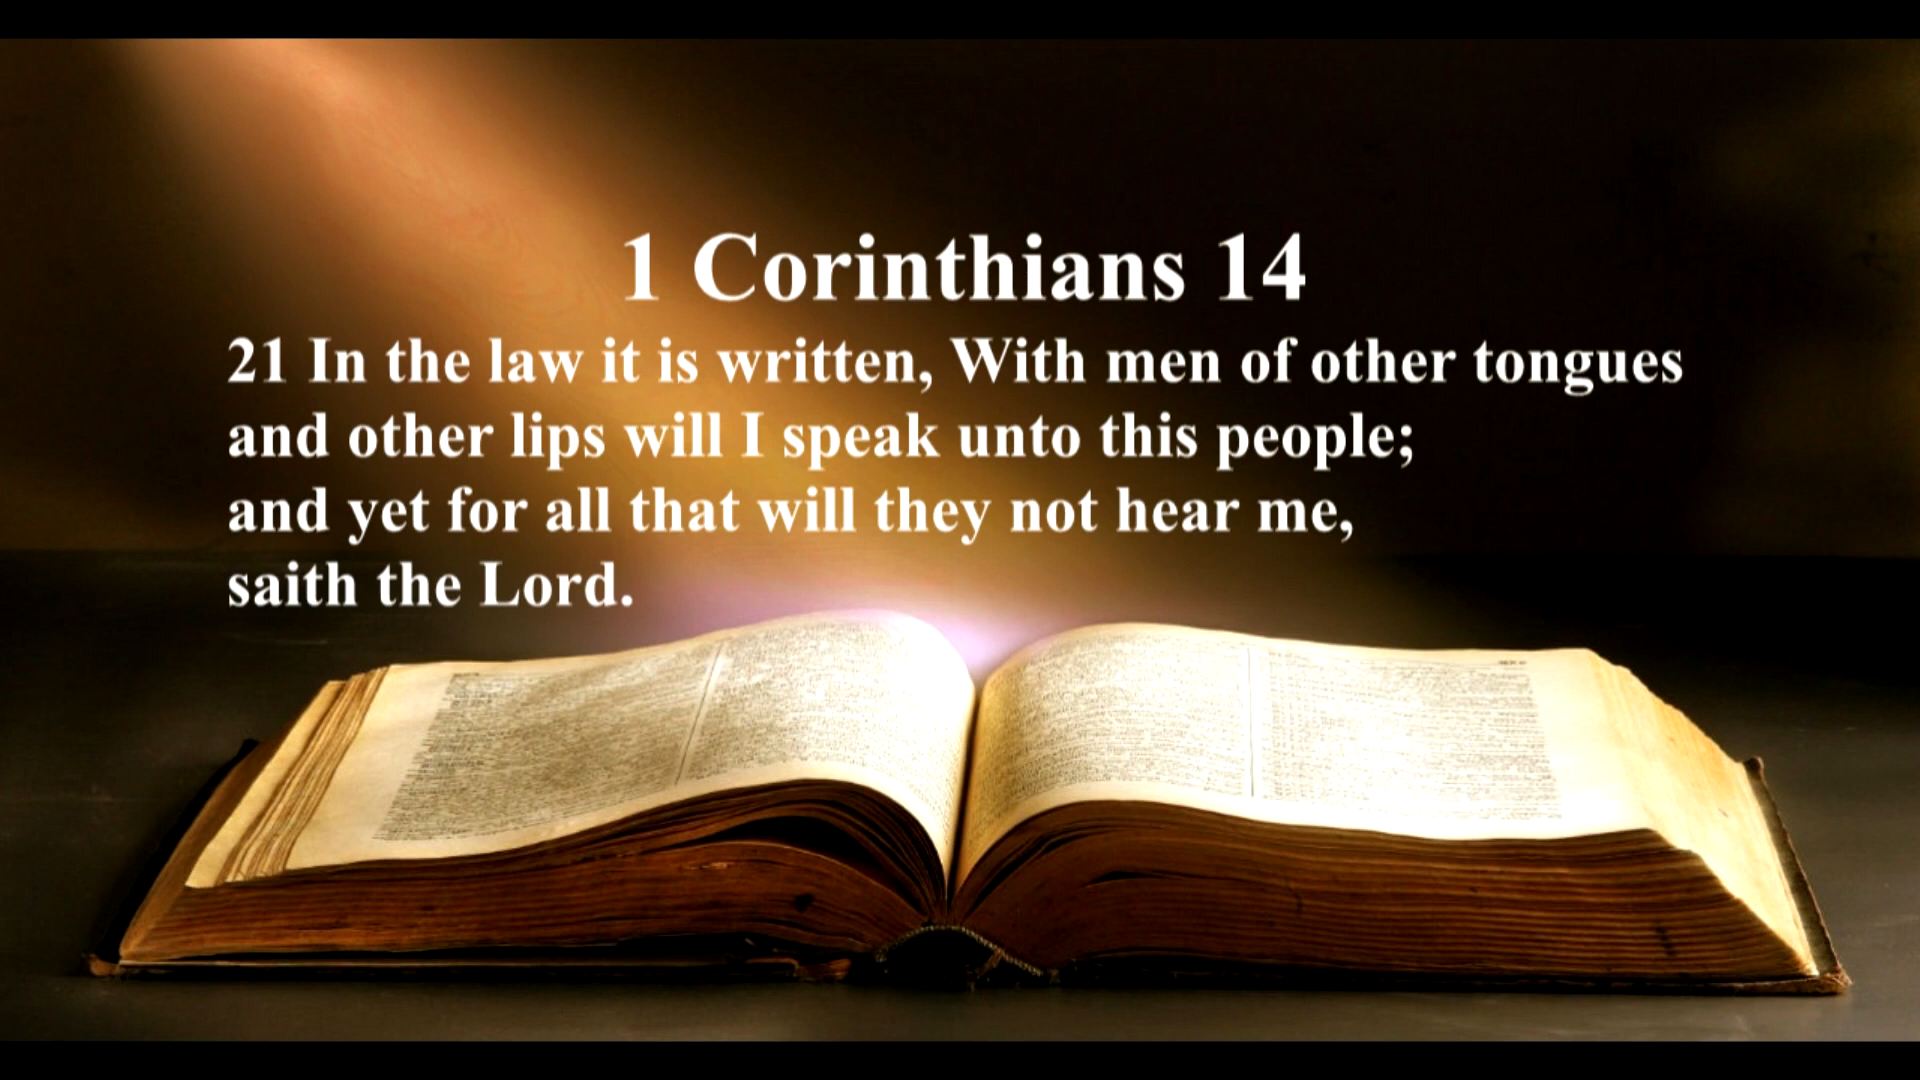 1 Corinthians 14
21 In the law it is written, With men of other tongues
and other lips will I speak unto this people;
and yet for all that will they not hear me,
saith the Lord.